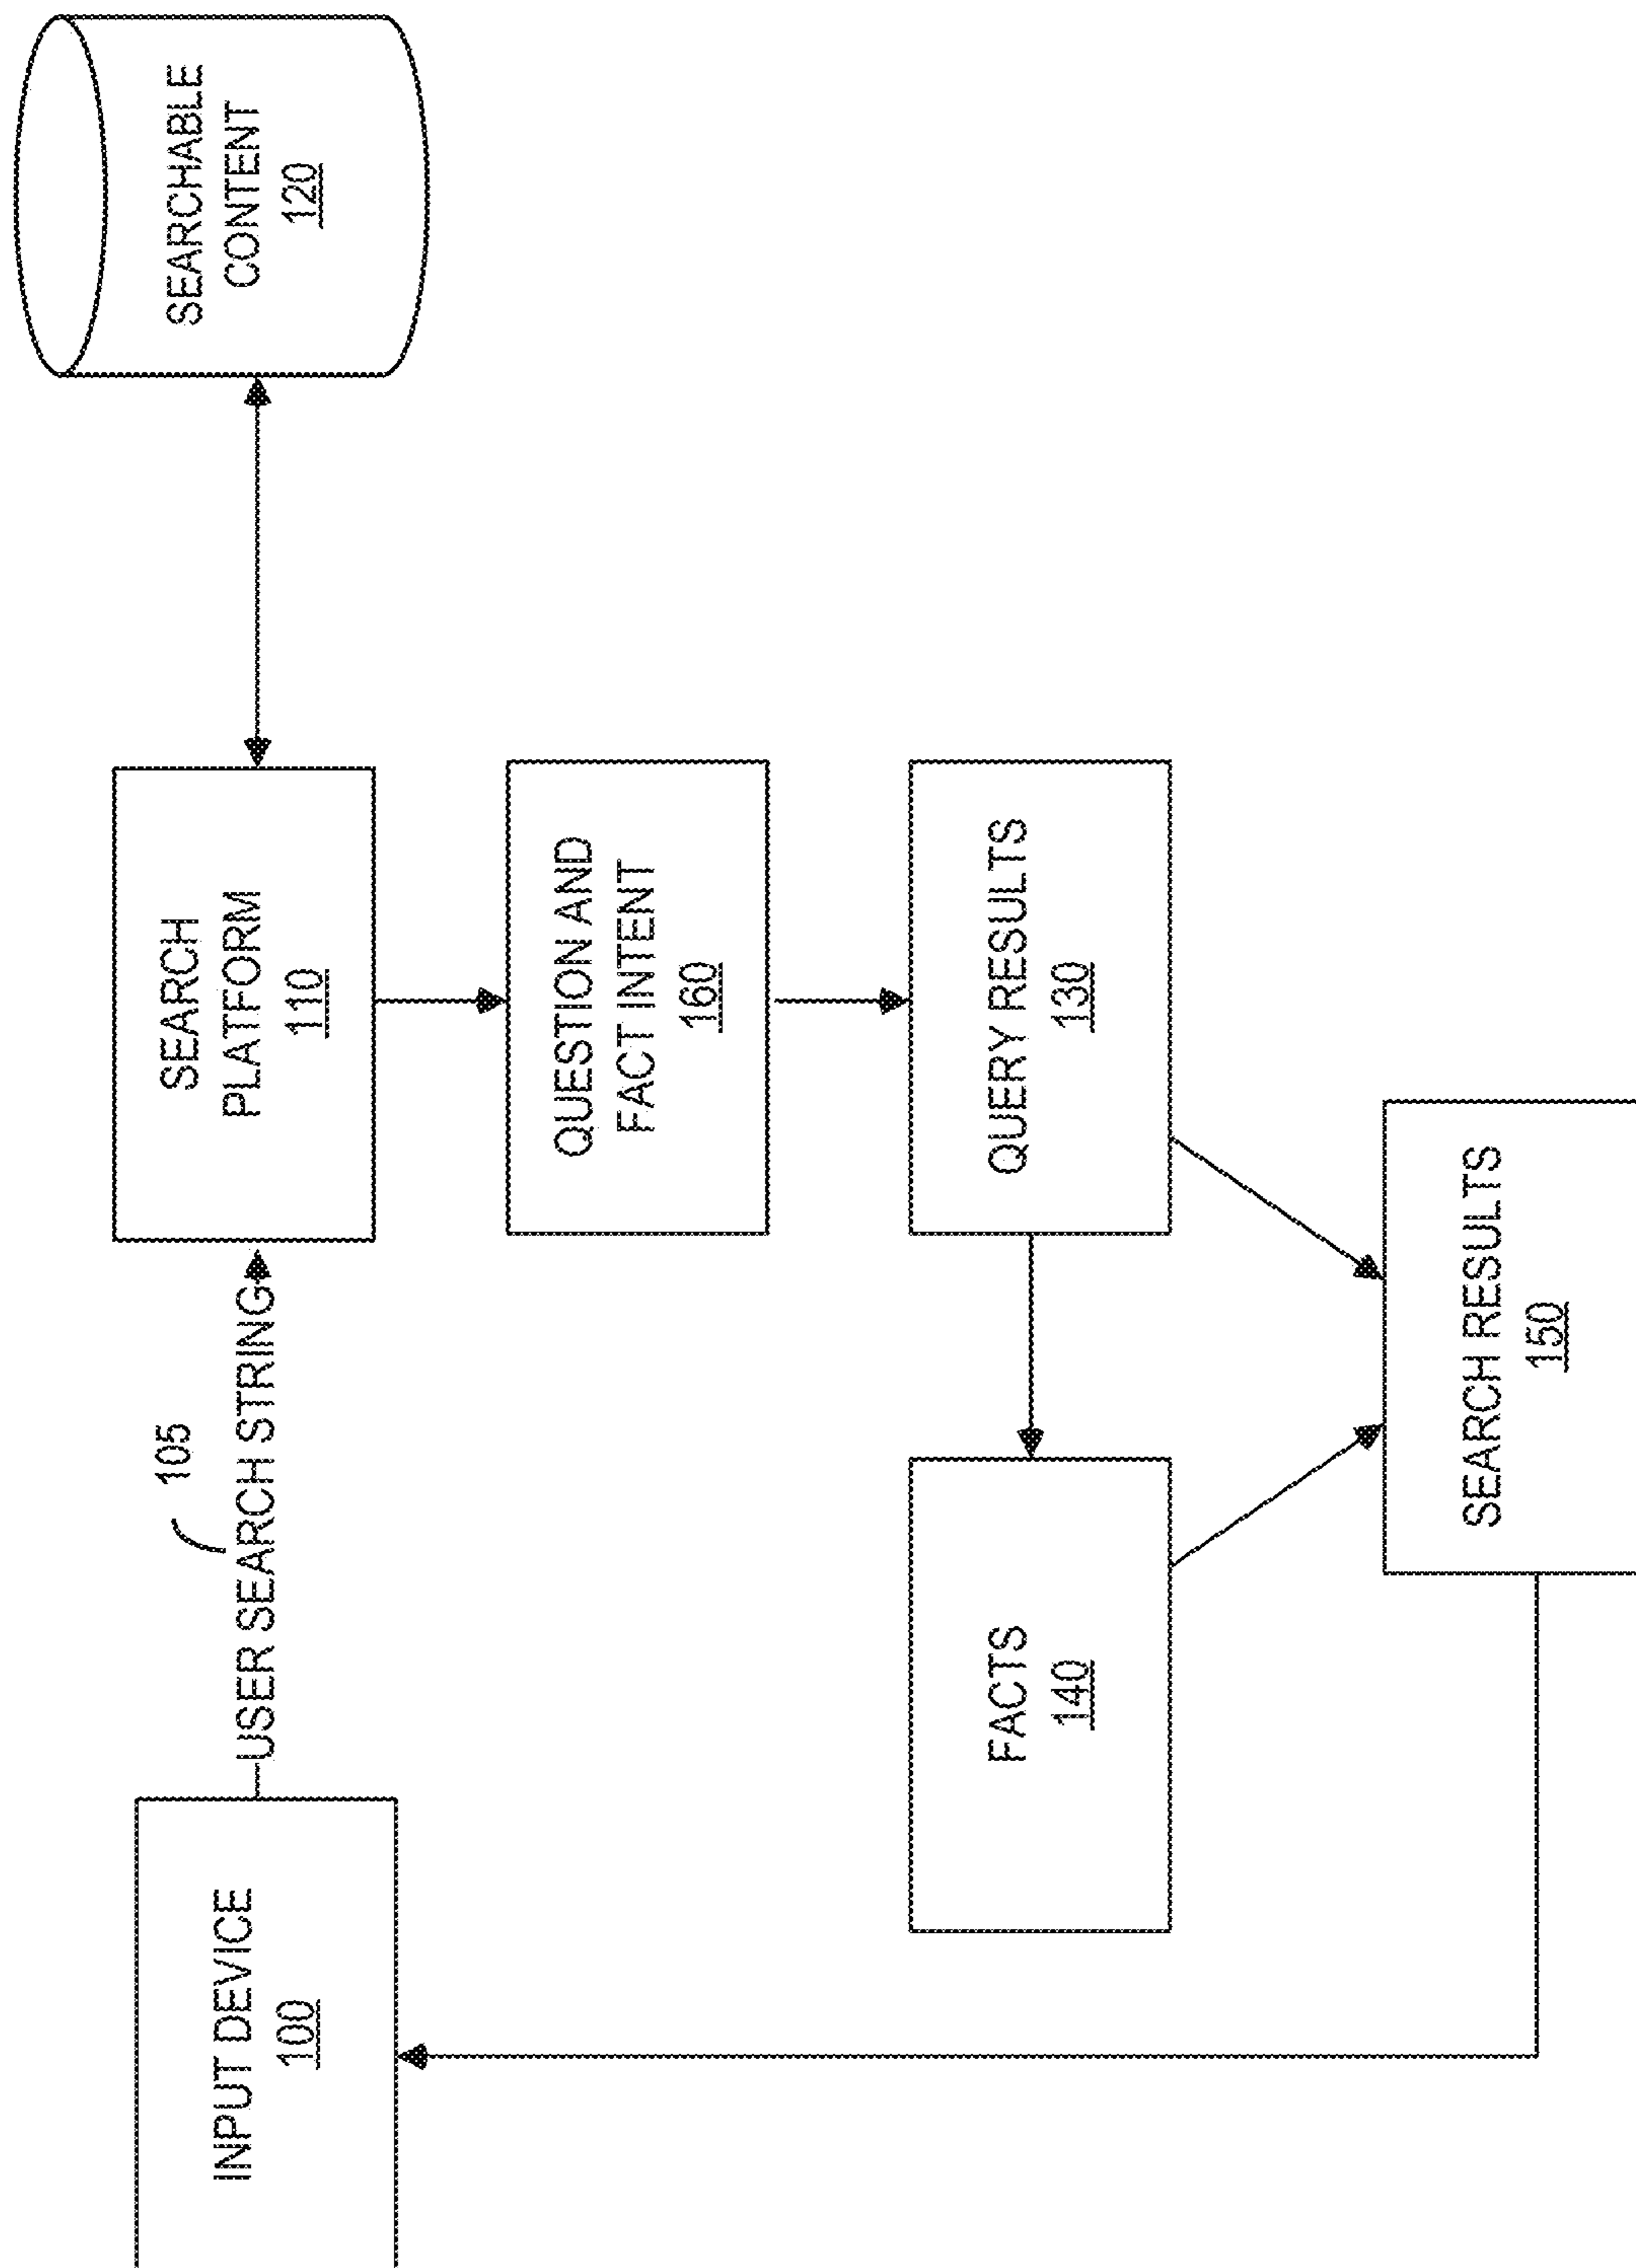 INPUT DEVICE
100
105
USER SEARCH STRING
SEARCH
PLATFORM
110
SEARCHABLE
CONTENT
120
QUESTION AND
FACT INTENT
160
FACTS
140
QUERY RESULTS
130
SEARCH RESULTS
150